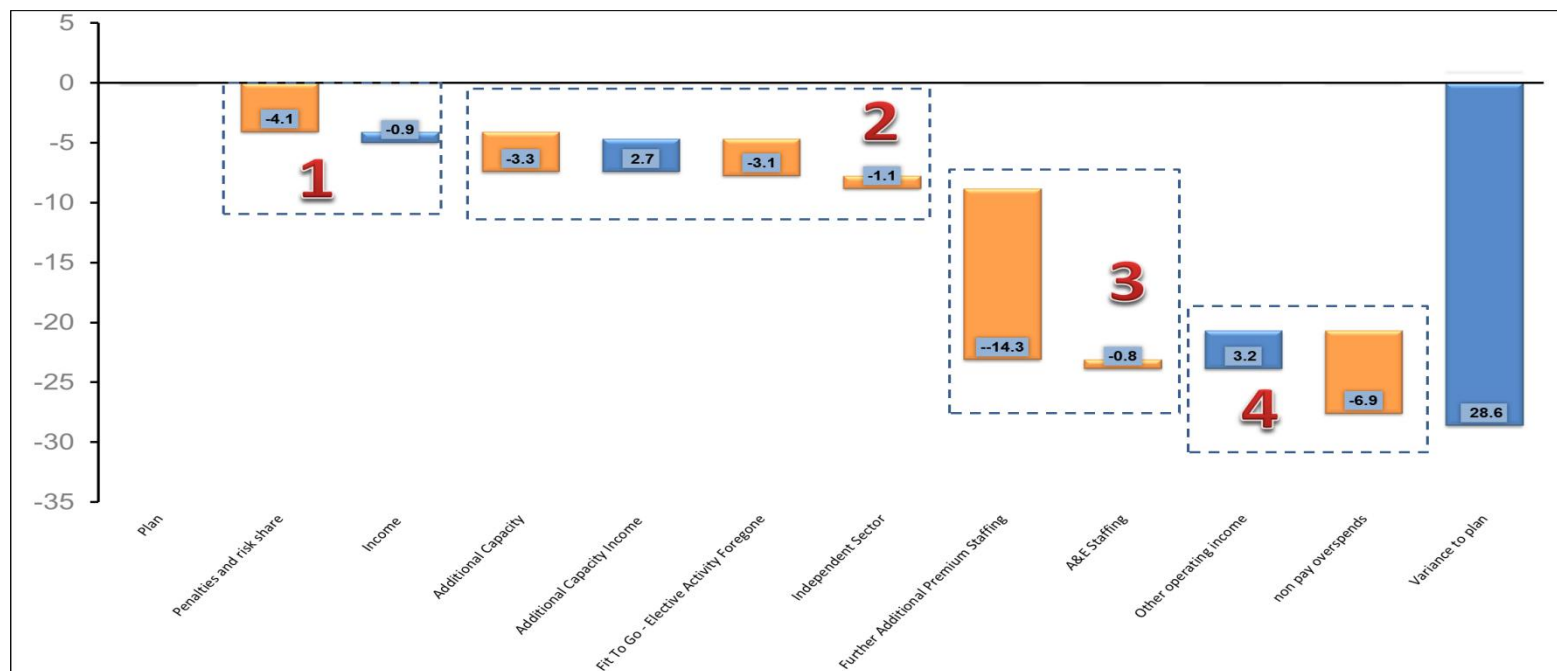 5
0
-5
-10
-15
-20
-25
-30
-35
-4.1
-0.9
1
-3.3
2.7
-3.1
-1.1
2
--14.3
-0.8
3
3.2
-6.9
4
28.6
Plan
Penalties and risk share
Income
Additional Capacity
Additional Capacity Income
Fit To Go - Elective Activity Foregone
Independent Sector
Further Additional Premium Staffing
A&E Staffing
Other operating income
non pay overspends
Variance to plan